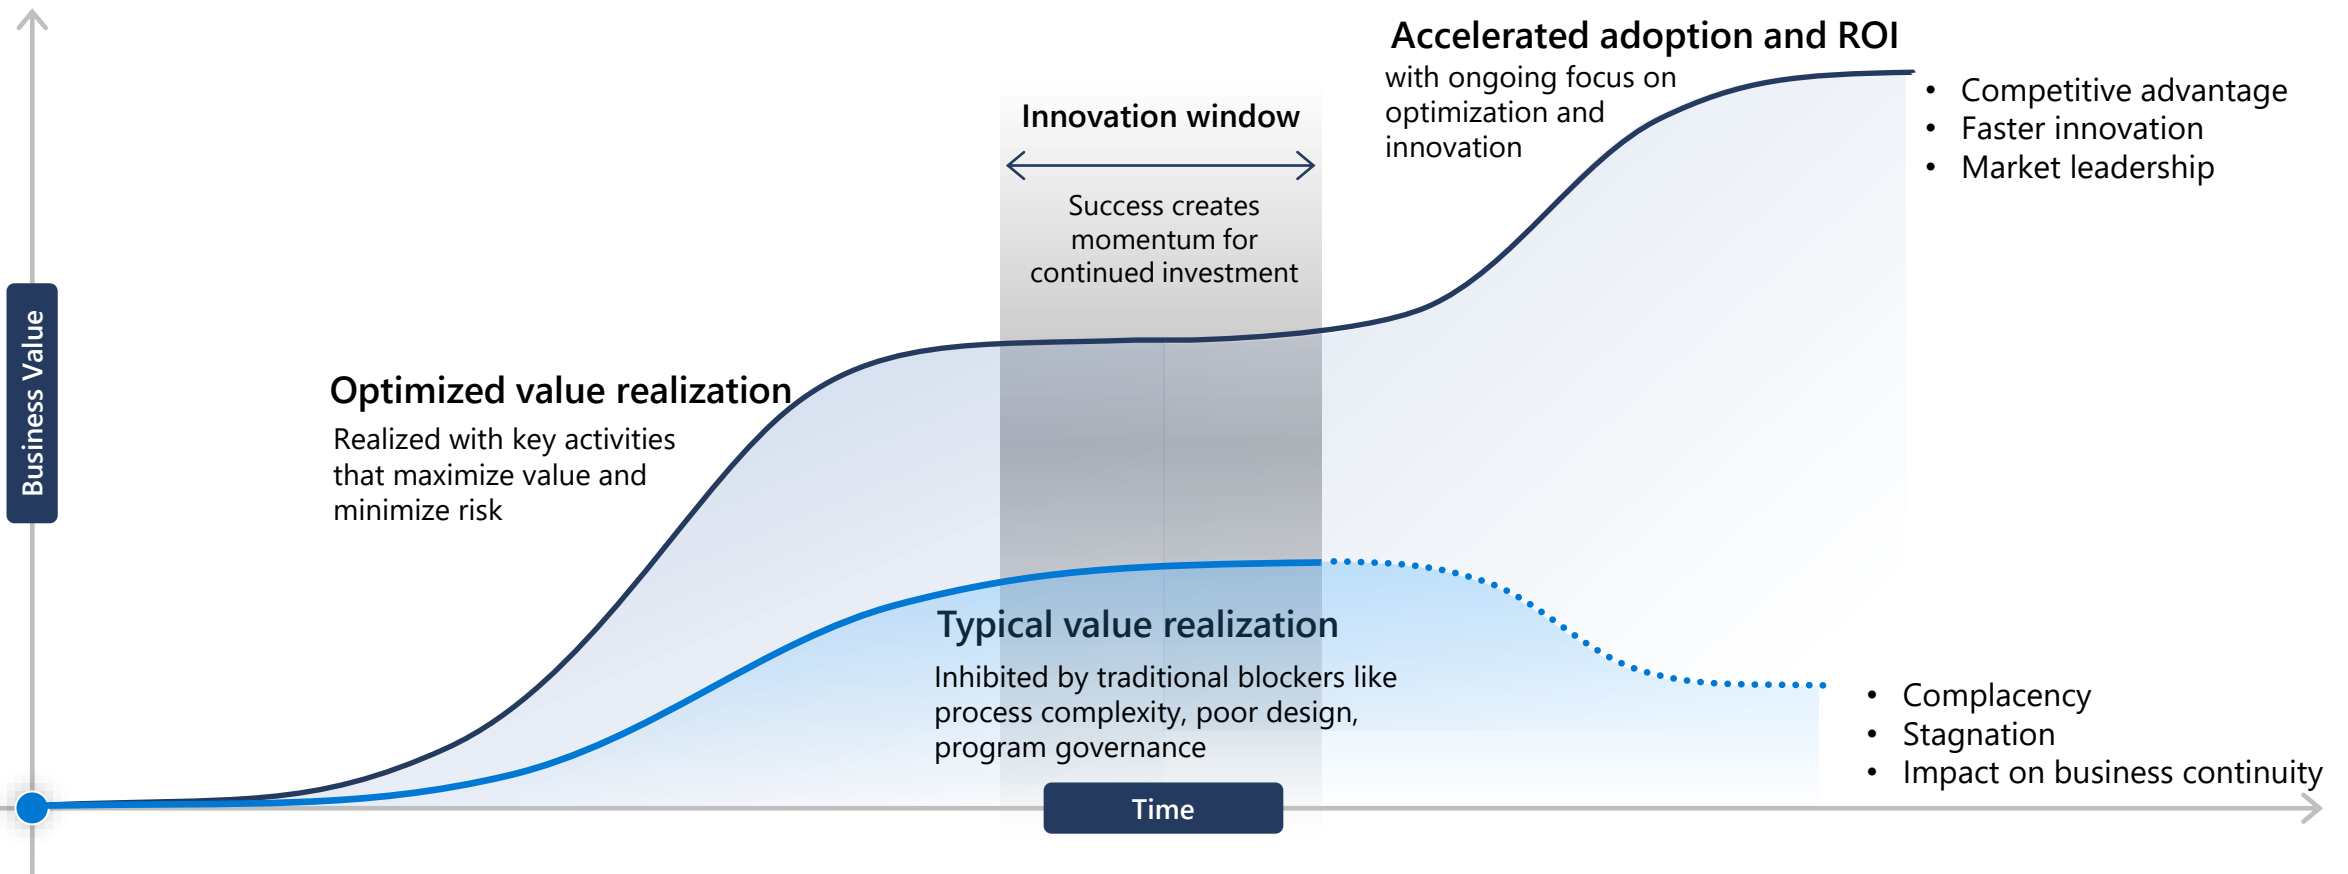 Accelerated adoption and ROI
with ongoing focus on
optimization and
innovation
• Competitive advantage
• Faster innovation
• Market leadership
Innovation window
Success creates
momentum for
continued investment
Business Value
Optimized value realization
Realized with key activities
that maximize value and
minimize risk
Typical value realization
Inhibited by traditional blockers like
process complexity, poor design,
program governance
• Complacency
• Stagnation
• Impact on business continuity
Time